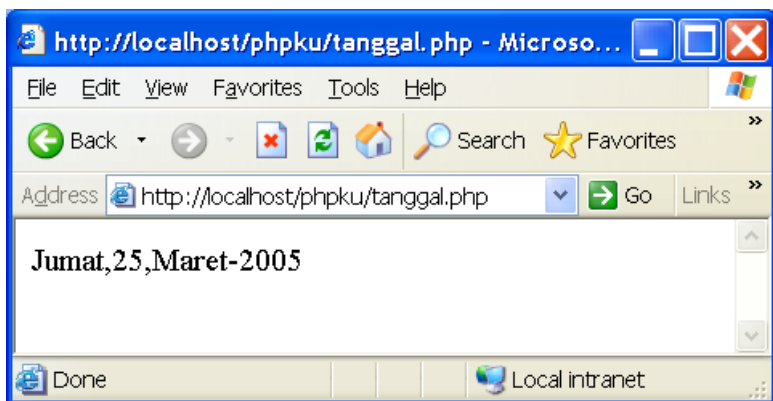 http://localhost/phpku/tanggal.php - Microso...
File Edit View Favorites Tools Help
Back Search Favorites »
Address http://localhost/phpku/tanggal.php Go Links »
Jumat,25,Maret-2005
Done Local intranet